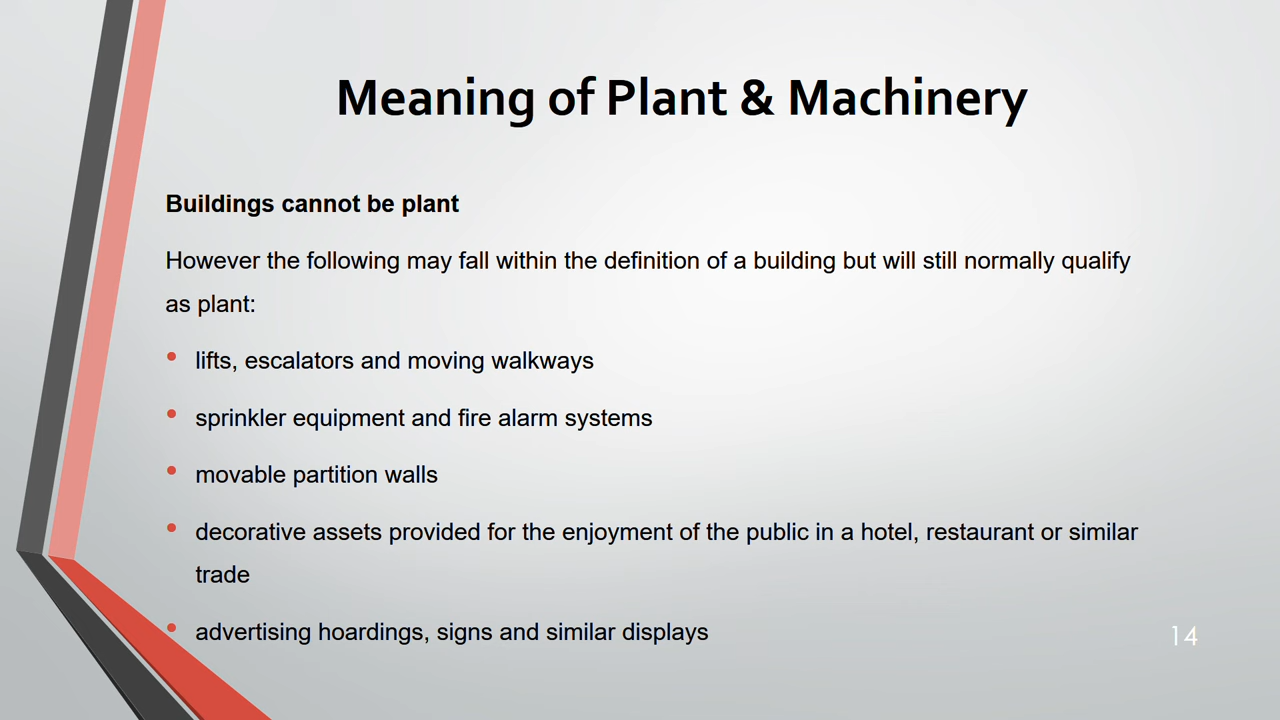 Meaning of Plant & Machinery
Buildings cannot be plant
However the following may fall within the definition of a building but will still normally qualify
as plant:
• lifts, escalators and moving walkways
• sprinkler equipment and fire alarm systems
• movable partition walls
• decorative assets provided for the enjoyment of the public in a hotel, restaurant or similar
trade
• advertising hoardings, signs and similar displays
14